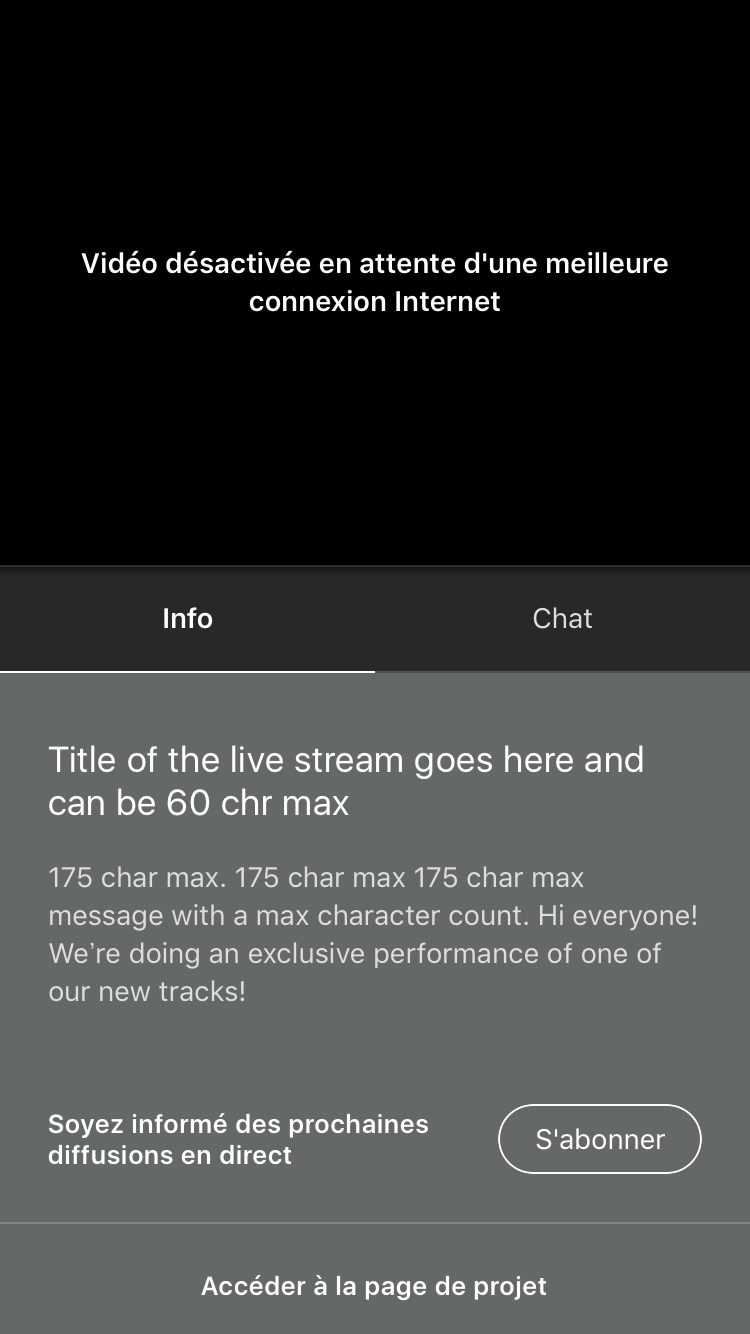 Vidéo désactivée en attente d'une meilleure
connexion Internet
Info
Chat
Title of the live stream goes here and
can be 60 chr max
175 char max. 175 char max 175 char max
message with a max character count. Hi everyone!
We’re doing an exclusive performance of one of
our new tracks!
Soyez informé des prochaines
diffusions en direct
S'abonner
Accéder à la page de projet